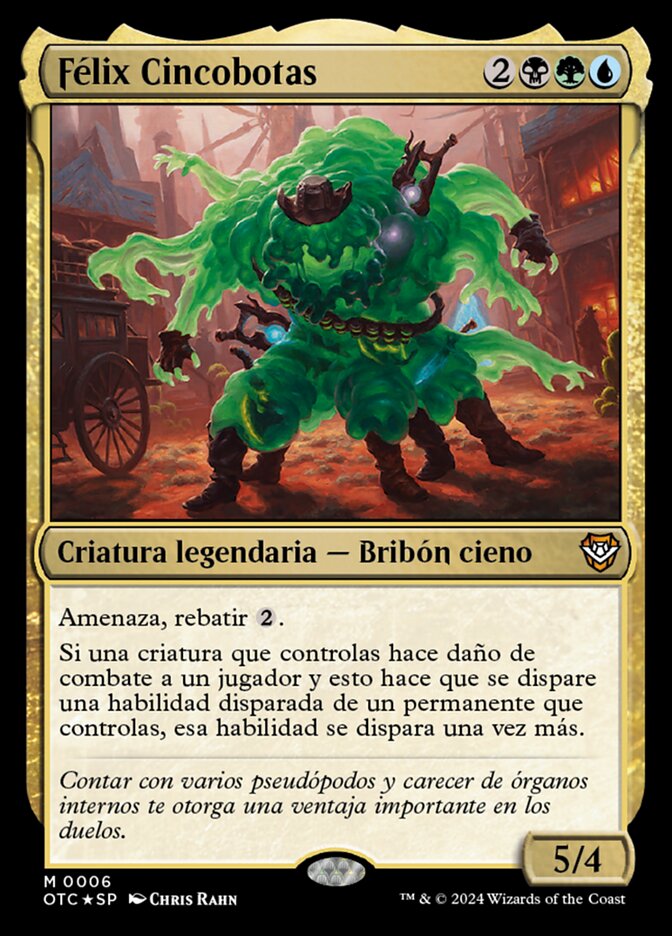 Félix Cincobotas 2
Criatura legendaria — Bribón cieno
Amenaza, rebatir 2.
Si una criatura que controlas hace daño de
combate a un jugador y esto hace que se dispare
una habilidad disparada de un permanente que
controlas, esa habilidad se dispara una vez más.
Contar con varios pseudópodos y carecer de órganos
internos te otorga una ventaja importante en los
duelos.
5/4
M 0006
OTC★SP Chris Rahn
™ & © 2024 Wizards of the Coast